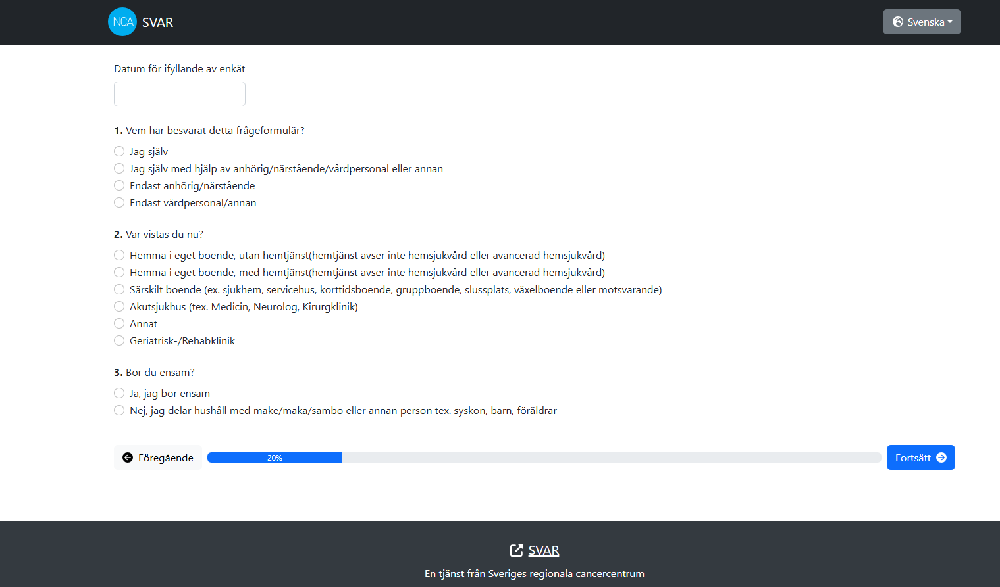 INCA SVAR
Svenska
Datum för ifyllande av enkät
1. Vem har besvarat detta frågeformulär?
Jag själv
Jag själv med hjälp av anhörig/närstående/vårdpersonal eller annan
Endast anhörig/närstående
Endast vårdpersonal/annan
2. Var vistas du nu?
Hemma i eget boende, utan hemtjänst(hemtjänst avser inte hemsjukvård eller avancerad hemsjukvård)
Hemma i eget boende, med hemtjänst(hemtjänst avser inte hemsjukvård eller avancerad hemsjukvård)
Särskilt boende (ex. sjukhem, servicehus, korttidsboende, gruppboende, slussplats, växelboende eller motsvarande)
Akutsjukhus (tex. Medicin, Neurolog, Kirurgklinik)
Annat
Geriatrisk-/Rehabklinik
3. Bor du ensam?
Ja, jag bor ensam
Nej, jag delar hushåll med make/maka/sambo eller annan person tex. syskon, barn, föräldrar
Föregående
20%
Fortsätt
SVAR
En tjänst från Sveriges regionala cancercentrum